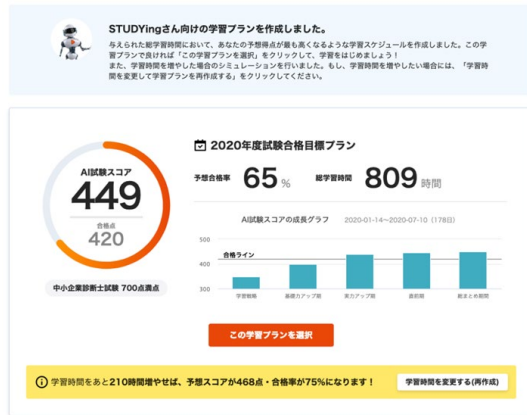 STUDYingさん向けの学習プランを作成しました。
与えられた総学習時間において、あなたの予想得点が最も高くなるような学習スケジュールを作成しました。この学
習プランで良ければ「この学習プランを選択」をクリックして、学習をはじめましょう！
また、学習時間を増やした場合のシミュレーションを行いました。もし、学習時間を増やしたい場合には、「学習時
間を変更して学習プランを再作成する」をクリックしてください。
2020年度試験合格目標プラン
AI試験スコア
449
合格点
420
中小企業診断士試験 700点満点
予想合格率 65 % 総学習時間 809 時間
AI試験スコアの成長グラフ 2020-01-14~2020-07-10（178日）
500
合格ライン
400
300
学習戦略 基礎力アップ期 実力アップ期 直前期 総まとめ期間
この学習プランを選択
学習時間をあと210時間増やせば、予想スコアが468点・合格率が75%になります！ 学習時間を変更する(再作成)